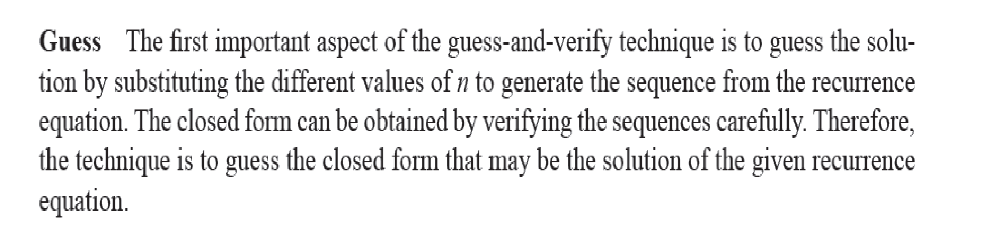 Guess The first important aspect of the guess-and-verify technique is to guess the solu-
tion by substituting the different values of n to generate the sequence from the recurrence
equation. The closed form can be obtained by verifying the sequences carefully. Therefore,
the technique is to guess the closed form that may be the solution of the given recurrence
equation.